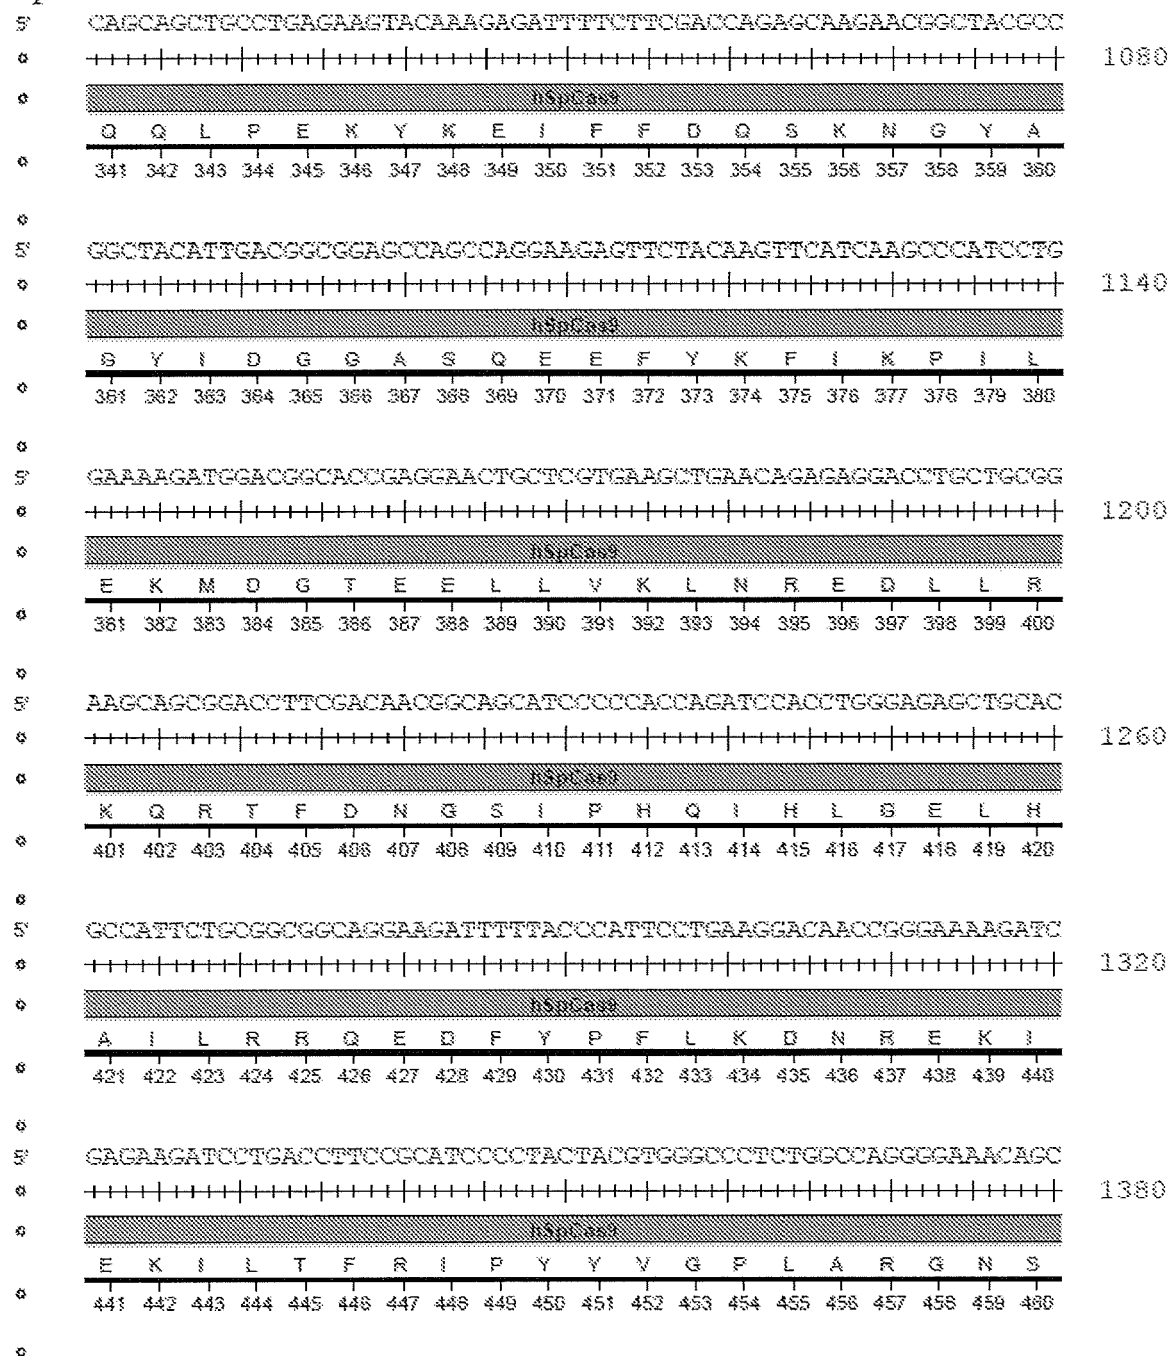 5' CAGCAGCTGCCTGAGAAGTACAAAGAGATTTTCTTCGACCAGAGCAAGAACGGCTACGCC
1080
hSpCas9
Q Q L P E K Y K E I F F D Q S K N G Y A
341 342 343 344 345 346 347 348 349 350 351 352 353 354 355 356 357 358 359 360
5' GGCTACATTGACGGCGGAGCCAGCCAGGAAGAGTTCTACAAGTTCATCAAGCCCATCCTG
1140
hSpCas9
G Y I D G G A S Q E E F Y K F I K P I L
361 362 363 364 365 366 367 368 369 370 371 372 373 374 375 376 377 378 379 380
5' GAAAAGATGGACGGCACCGAGGAACTGCTCGTGAAGCTGAACAGAGAGGACCTGCTGCGG
1200
hSpCas9
E K M D G T E E L L V K L N R E D L L R
381 382 383 384 385 386 387 388 389 390 391 392 393 394 395 396 397 398 399 400
5' AAGCAGCGGACCTTCGACAACGGCAGCATCCCCCACCAGATCCACCTGGGAGAGCTGCAC
1260
hSpCas9
K Q R T F D N G S I P H Q I H L G E L H
401 402 403 404 405 406 407 408 409 410 411 412 413 414 415 416 417 418 419 420
5' GCCATTCTGCGGCGGCAGGAAGATTTTTACCCATTCCTGAAGGACAACCGGGAAAAGATC
1320
hSpCas9
A I L R R Q E D F Y P F L K D N R E K I
421 422 423 424 425 426 427 428 429 430 431 432 433 434 435 436 437 438 439 440
5' GAGAAGATCCTGACCTTCCGCATCCCCTACTACGTGGGCCCTCTGGCCAGGGGAAACAGC
1380
hSpCas9
E K I L T F R I P Y Y V G P L A R G N S
441 442 443 444 445 446 447 448 449 450 451 452 453 454 455 456 457 458 459 460